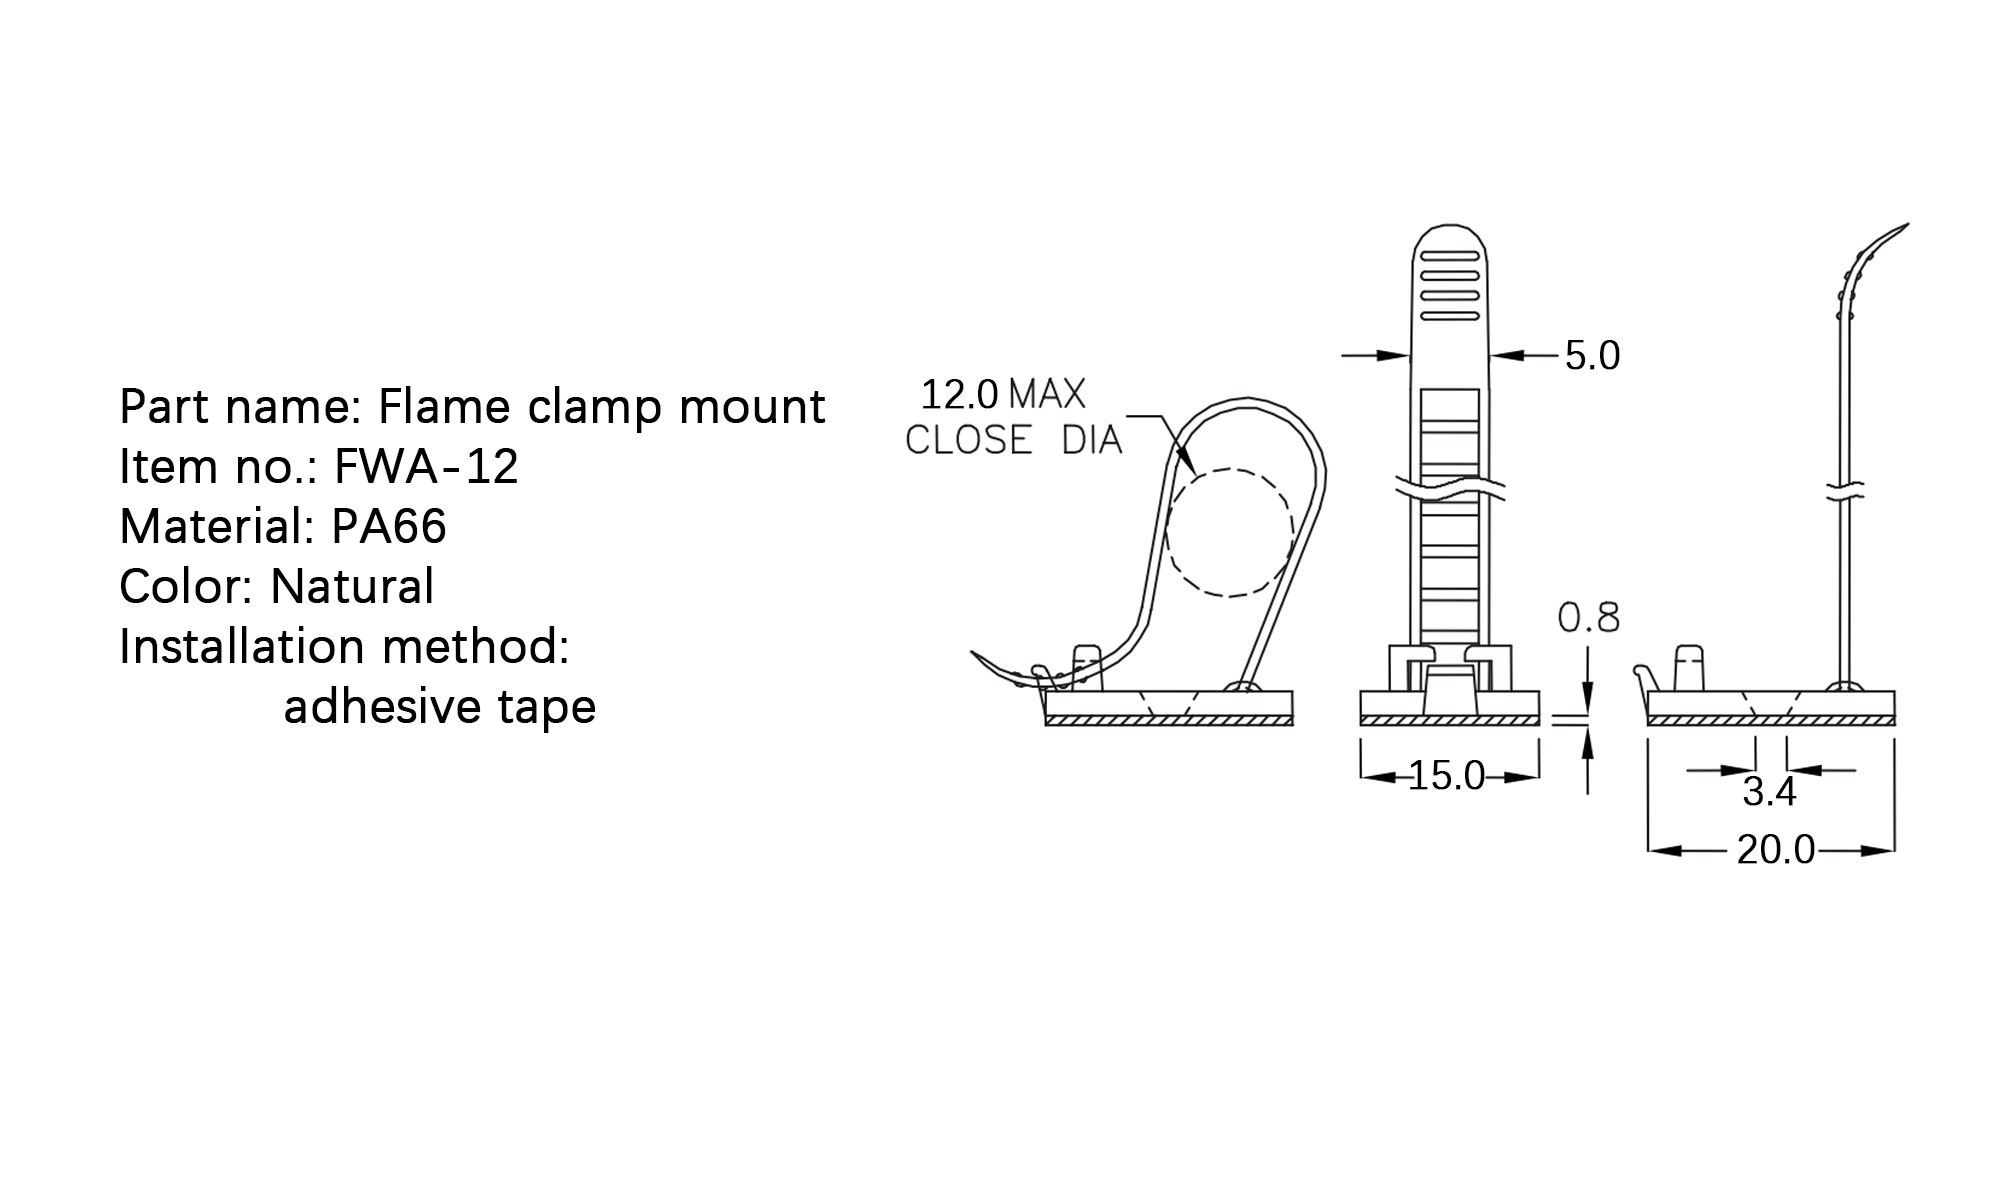 Part name: Flame clamp mount
Item no.: FWA-12
Material: PA66
Color: Natural
Installation method:
adhesive tape
12.0 MAX
CLOSE DIA
5.0
0.8
15.0
3.4
20.0